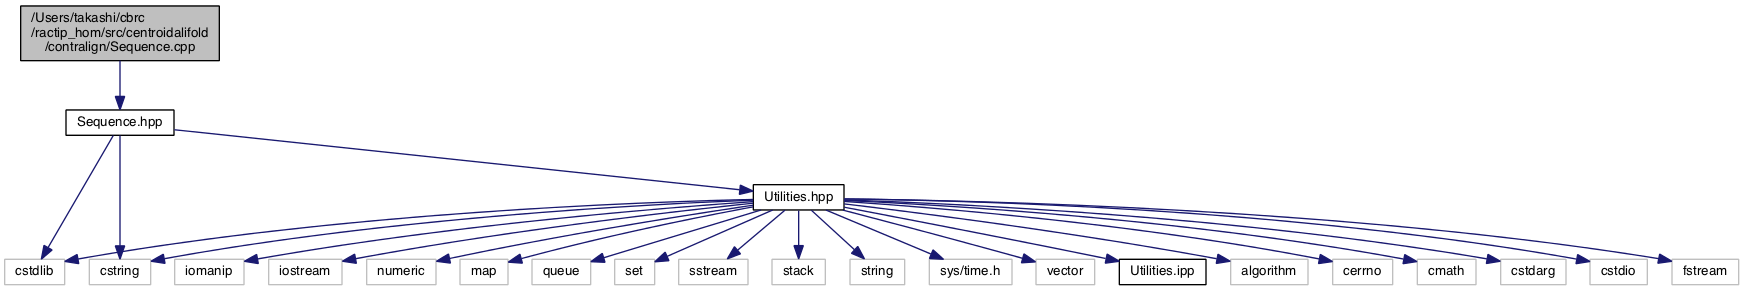 /Users/takashi/cbrc
/ractip_hom/src/centroidalifold
/contralign/Sequence.cpp
Sequence.hpp
Utilities.hpp
cstdlib
cstring
iomanip
iostream
numeric
map
queue
set
sstream
stack
string
sys/time.h
vector
Utilities.ipp
algorithm
cerrno
cmath
cstdarg
cstdio
fstream